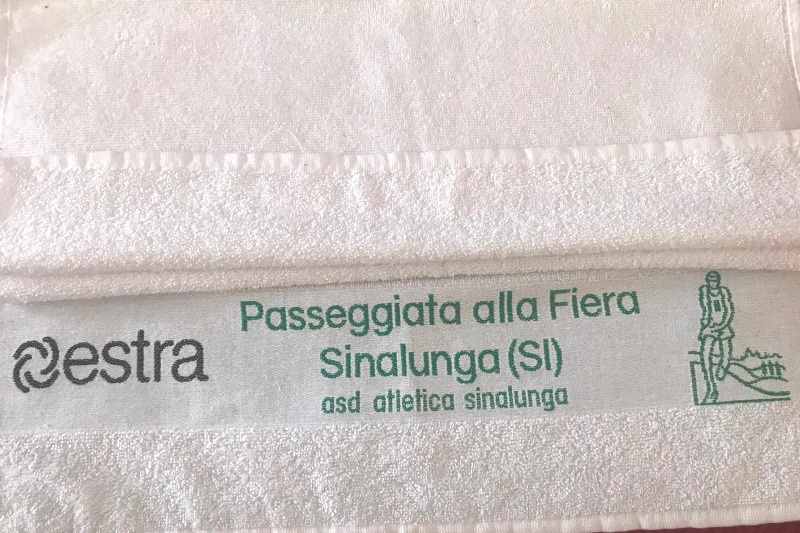 estra
Passeggiata alla Fiera
Sinalunga (SI)
asd atletica sinalunga